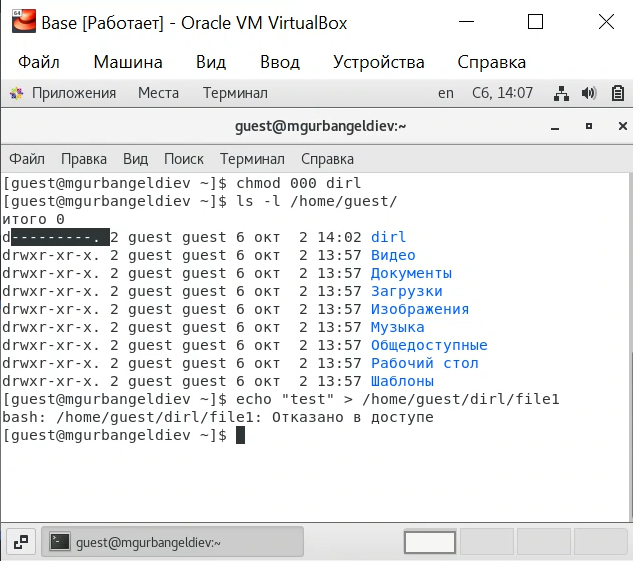 Base [Работает] - Oracle VM VirtualBox
Файл Машина Вид Ввод Устройства Справка
Приложения Места Терминал en Сб, 14:07
guest@mgurbangeldiev:~
Файл Правка Вид Поиск Терминал Справка
[guest@mgurbangeldiev ~]$ chmod 000 dirl
[guest@mgurbangeldiev ~]$ ls -l /home/guest/
итого 0
d---------. 2 guest guest 6 окт  2 14:02 dirl
drwxr-xr-x. 2 guest guest 6 окт  2 13:57 Видео
drwxr-xr-x. 2 guest guest 6 окт  2 13:57 Документы
drwxr-xr-x. 2 guest guest 6 окт  2 13:57 Загрузки
drwxr-xr-x. 2 guest guest 6 окт  2 13:57 Изображения
drwxr-xr-x. 2 guest guest 6 окт  2 13:57 Музыка
drwxr-xr-x. 2 guest guest 6 окт  2 13:57 Общедоступные
drwxr-xr-x. 2 guest guest 6 окт  2 13:57 Рабочий стол
drwxr-xr-x. 2 guest guest 6 окт  2 13:57 Шаблоны
[guest@mgurbangeldiev ~]$ echo "test" > /home/guest/dirl/file1
bash: /home/guest/dirl/file1: Отказано в доступе
[guest@mgurbangeldiev ~]$
guest@mgurbangeldiev:~